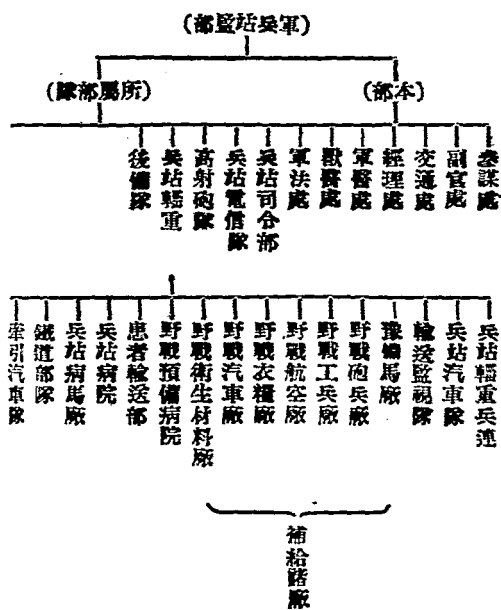 (軍兵站監部)
(本部)
(所屬部隊)
參謀處
副官處
交通處
經理處
軍醫處
獸醫處
軍法處
兵站司令部
兵站電信隊
高射砲隊
兵站輜重
後備隊
兵站輜重兵連
兵站汽車隊
輸送監視隊
豫備馬廠
野戰砲兵廠
野戰工兵廠
野戰航空廠
野戰衣糧廠
野戰汽車廠
野戰衛生材料廠
野戰預備病院
患者輸送部
兵站病院
兵站病馬廠
鐵道部隊
牽引汽車隊
補給諸廠